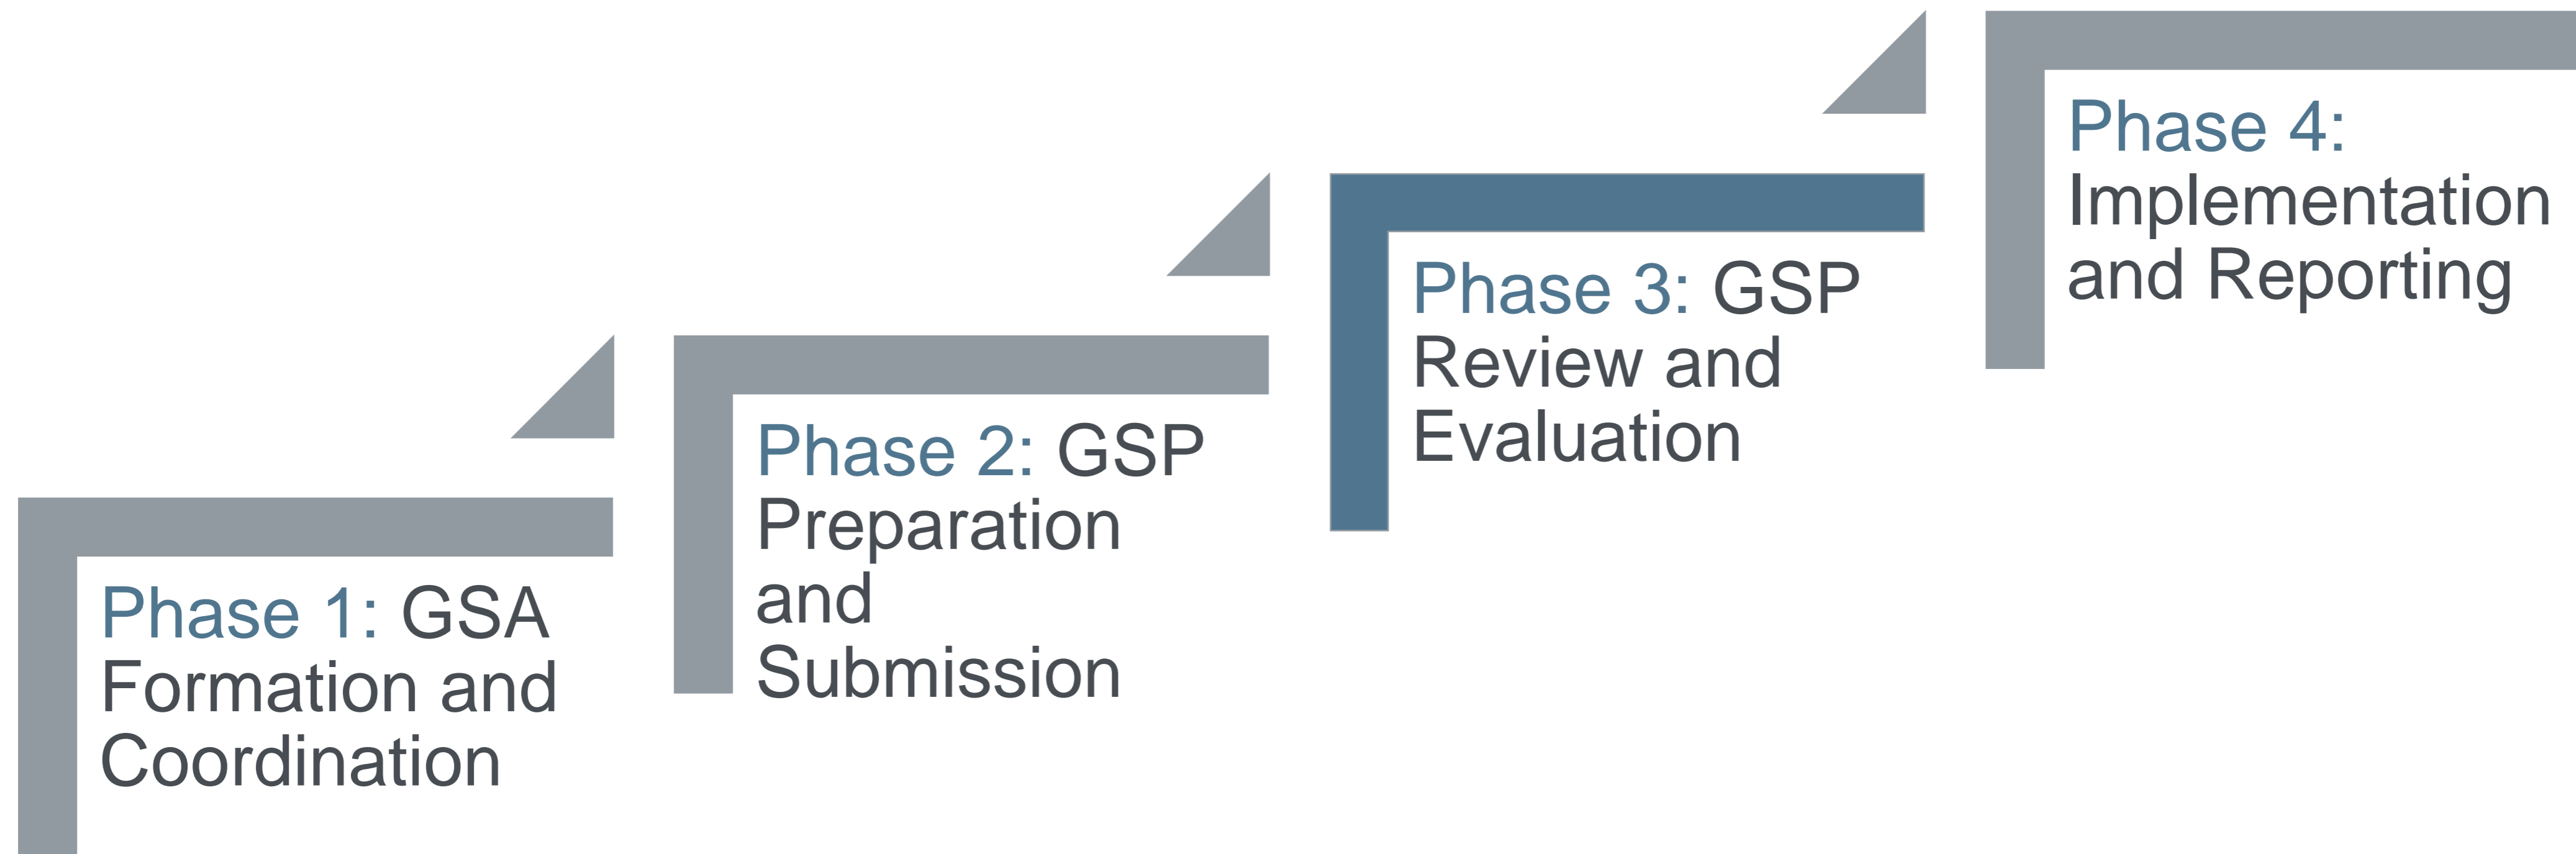 Phase 1: GSA
Formation and
Coordination
Phase 2: GSP
Preparation
and
Submission
Phase 3: GSP
Review and
Evaluation
Phase 4:
Implementation
and Reporting